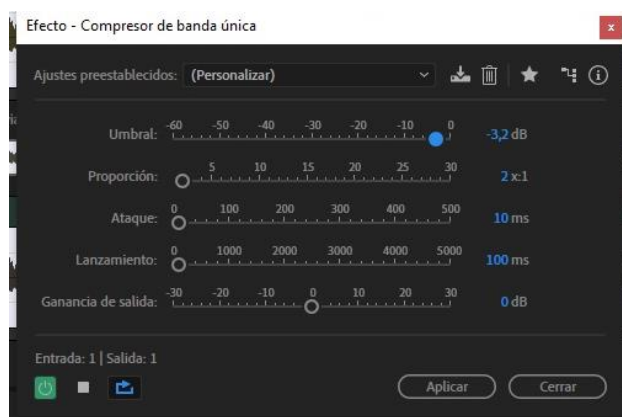 Efecto - Compresor de banda única
x
Ajustes preestablecidos: (Personalizar)
-60 -50 -40 -30 -20 -10 0
Umbral: -3,2 dB
5 10 15 20 25 30
Proporción: 2 x:1
0 100 200 300 400 500
Ataque: 10 ms
0 1000 2000 3000 4000 5000
Lanzamiento: 100 ms
-30 -20 -10 0 10 20 30
Ganancia de salida: 0 dB
Entrada: 1 | Salida: 1
Aplicar Cerrar